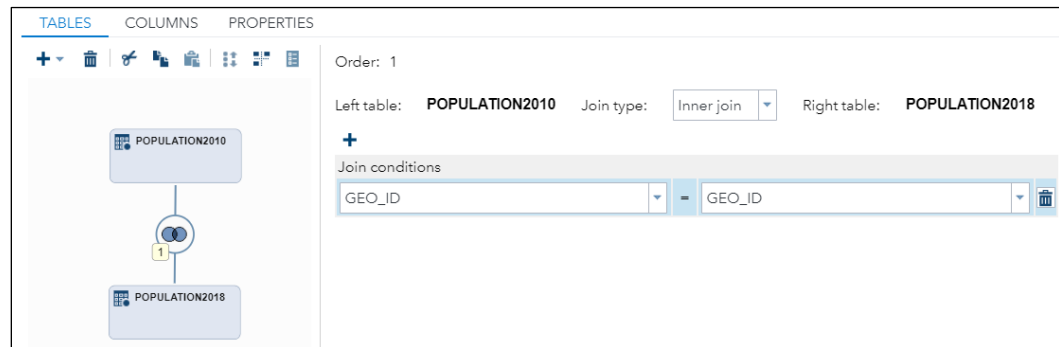 TABLES COLUMNS PROPERTIES
Order: 1
Left table: POPULATION2010 Join type: Inner join Right table: POPULATION2018
POPULATION2010
Join conditions
GEO_ID = GEO_ID
1
POPULATION2018